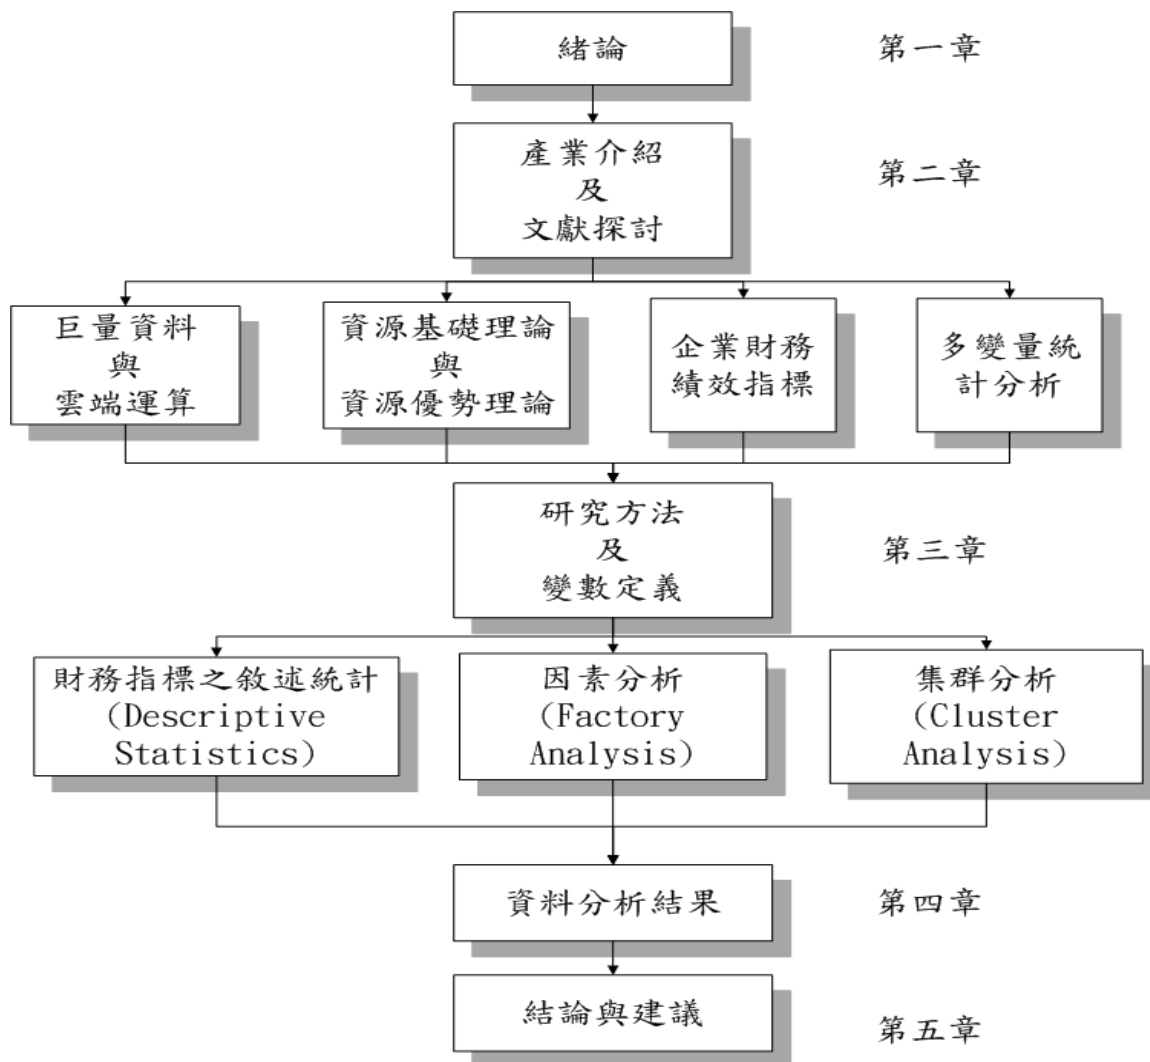 緒論
第一章
產業介紹
及
文獻探討
第二章
巨量資料
與
雲端運算
資源基礎理論
與
資源優勢理論
企業財務
績效指標
多變量統
計分析
研究方法
及
變數定義
第三章
財務指標之敘述統計
(Descriptive
Statistics)
因素分析
(Factory
Analysis)
集群分析
(Cluster
Analysis)
資料分析結果
第四章
結論與建議
第五章